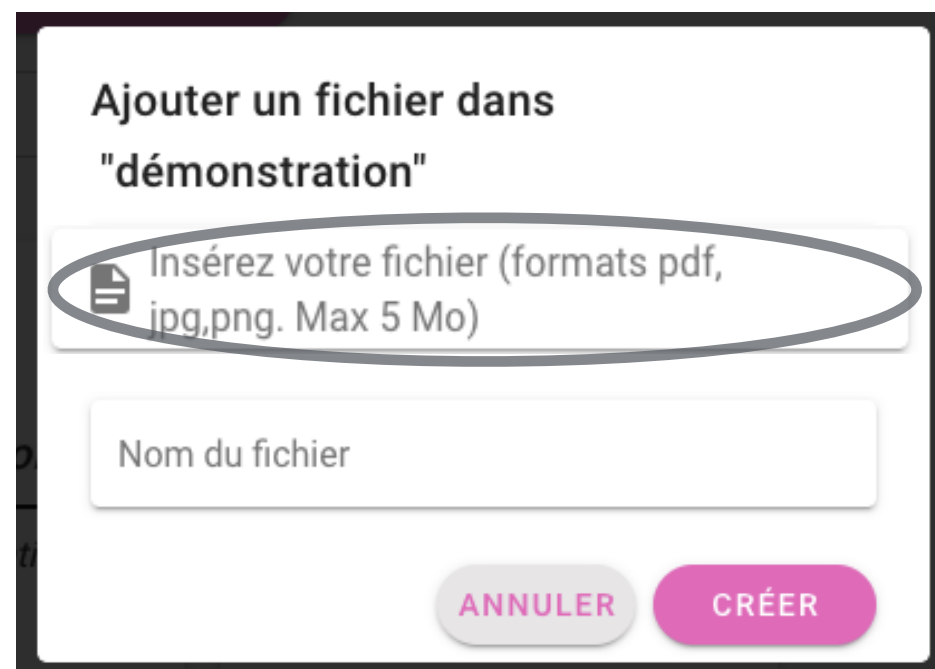 Ajouter un fichier dans
"démonstration"
Insérez votre fichier (formats pdf,
jpg,png. Max 5 Mo)
Nom du fichier
ANNULER
CRÉER